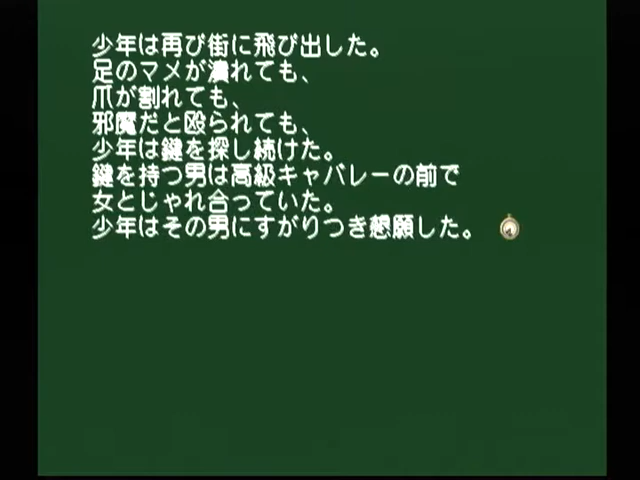 少年は再び街に飛び出した。
足のマメが潰れても、
爪が割れても、
邪魔だと殴られても、
少年は鍵を探し続けた。
鍵を持つ男は高級キャバレーの前で
女とじゃれ合っていた。
少年はその男にすがりつき懇願した。